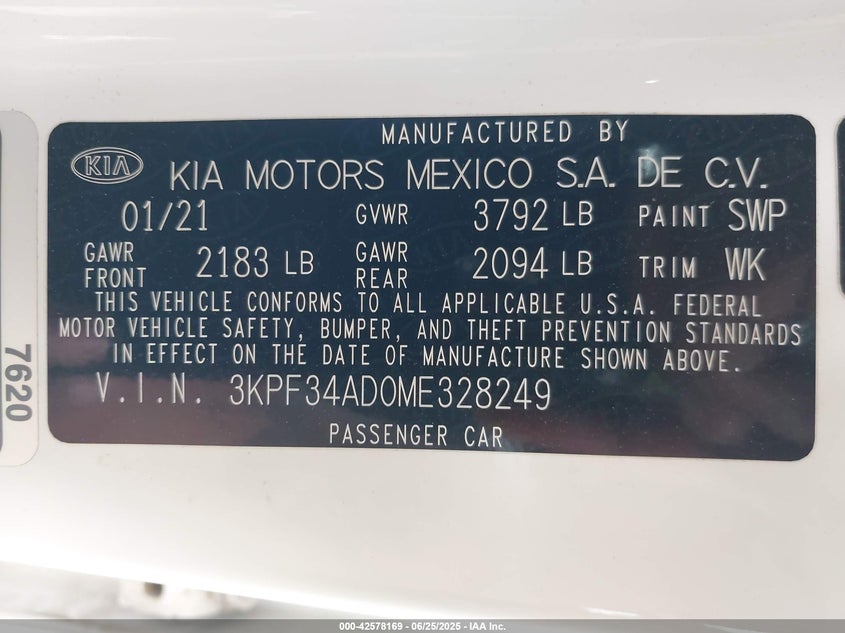 MANUFACTURED BY
KIA KIA MOTORS MEXICO S.A. DE C.V.
01/21 GVWR 3792 LB PAINT SWP
GAWR FRONT 2183 LB GAWR REAR 2094 LB TRIM WK
THIS VEHICLE CONFORMS TO ALL APPLICABLE U.S.A. FEDERAL
MOTOR VEHICLE SAFETY, BUMPER, AND THEFT PREVENTION STANDARDS
IN EFFECT ON THE DATE OF MANUFACTURE SHOWN ABOVE.
V.I.N. 3KPF34AD0ME328249
PASSENGER CAR
7620
000-42578169 - 06/25/2025 - IAA Inc.